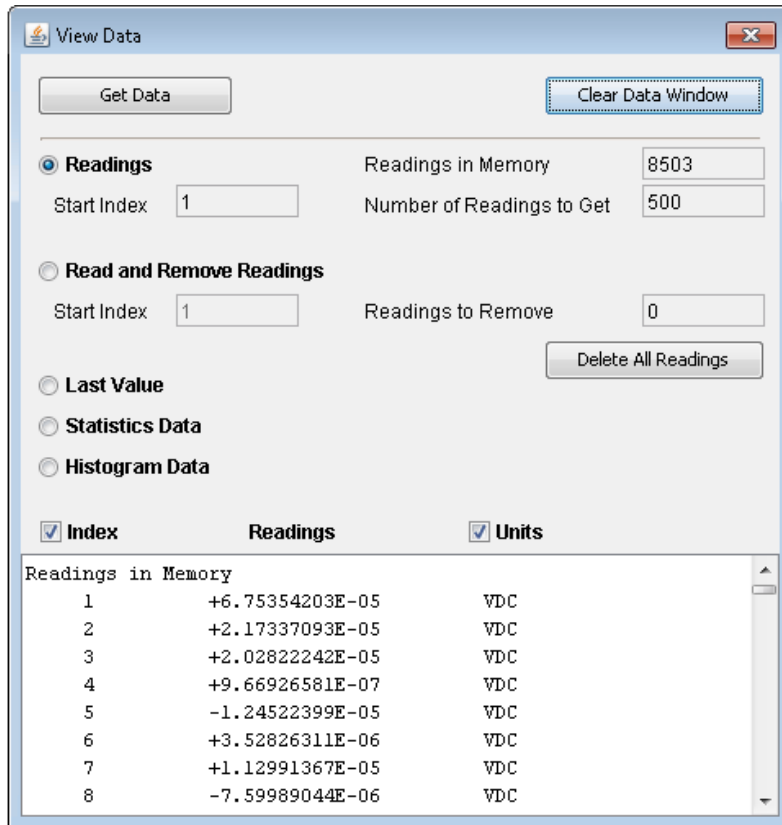 View Data
Get Data Clear Data Window
Readings Readings in Memory 8503
Start Index 1 Number of Readings to Get 500
Read and Remove Readings
Start Index 1 Readings to Remove 0
Delete All Readings
Last Value
Statistics Data
Histogram Data
Index Readings Units
Readings in Memory
1 +6.75354203E-05 VDC
2 +2.17337093E-05 VDC
3 +2.02822242E-05 VDC
4 +9.66926581E-07 VDC
5 -1.24522399E-05 VDC
6 +3.52826311E-06 VDC
7 +1.12991367E-05 VDC
8 -7.59989044E-06 VDC